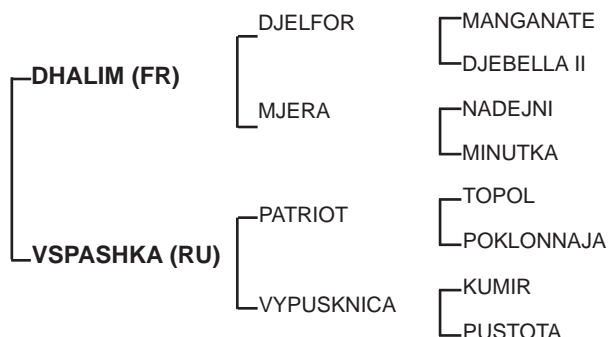 DHALIM (FR)
DJELFOR
MANGANATE
DJEBELLA II
MJERA
NADEJNI
MINUTKA
VSPASHKA (RU)
PATRIOT
TOPOL
POKLONNAJA
VYPUSKNICA
KUMIR
PUSTOTA